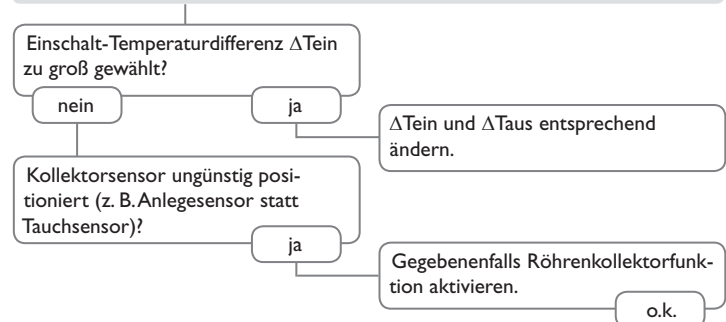 Einschalt-Temperaturdifferenz ΔTein
zu groß gewählt?
nein
ja
ΔTein und ΔTaus entsprechend
ändern.
Kollektorsensor ungünstig posi-
tioniert (z. B. Anlegesensor statt
Tauchsensor)?
ja
Gegebenenfalls Röhrenkollektorfunk-
tion aktivieren.
o.k.